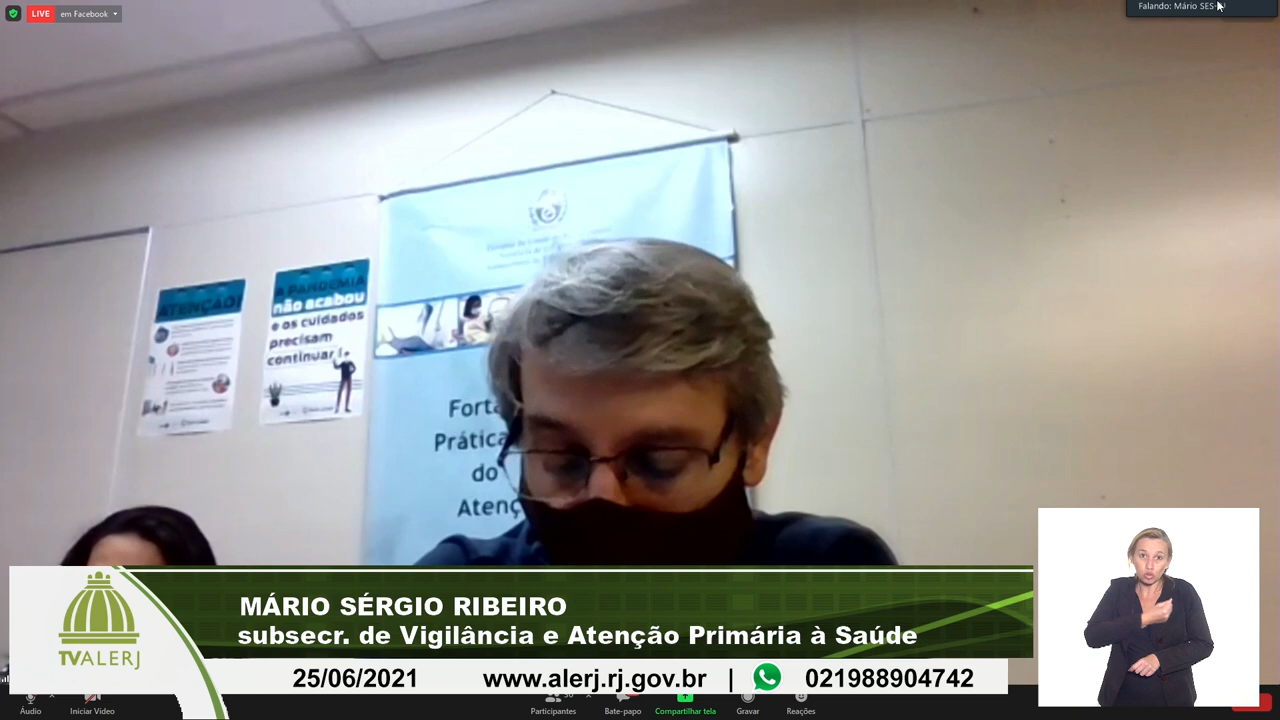 LIVE em Facebook
Falando: Mário SES-
ATENÇÃO!
A PANDEMIA
não acabou
e os cuidados
precisam
continuar!
Forta
Prática
do
Atenç
MÁRIO SÉRGIO RIBEIRO
subsecr. de Vigilância e Atenção Primária à Saúde
TVALERJ
25/06/2021 www.alerj.rj.gov.br | 021988904742
Áudio Iniciar Vídeo Participantes Bate-papo Compartilhar tela Gravar Reações